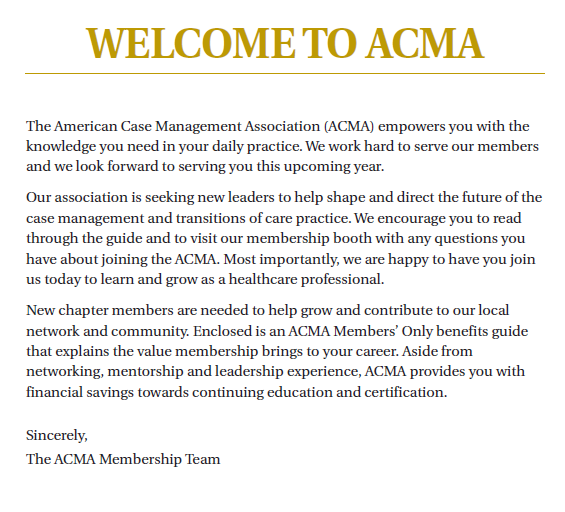 WELCOME TO ACMA
The American Case Management Association (ACMA) empowers you with the
knowledge you need in your daily practice. We work hard to serve our members
and we look forward to serving you this upcoming year.
Our association is seeking new leaders to help shape and direct the future of the
case management and transitions of care practice. We encourage you to read
through the guide and to visit our membership booth with any questions you
have about joining the ACMA. Most importantly, we are happy to have you join
us today to learn and grow as a healthcare professional.
New chapter members are needed to help grow and contribute to our local
network and community. Enclosed is an ACMA Members’ Only benefits guide
that explains the value membership brings to your career. Aside from
networking, mentorship and leadership experience, ACMA provides you with
financial savings towards continuing education and certification.
Sincerely,
The ACMA Membership Team